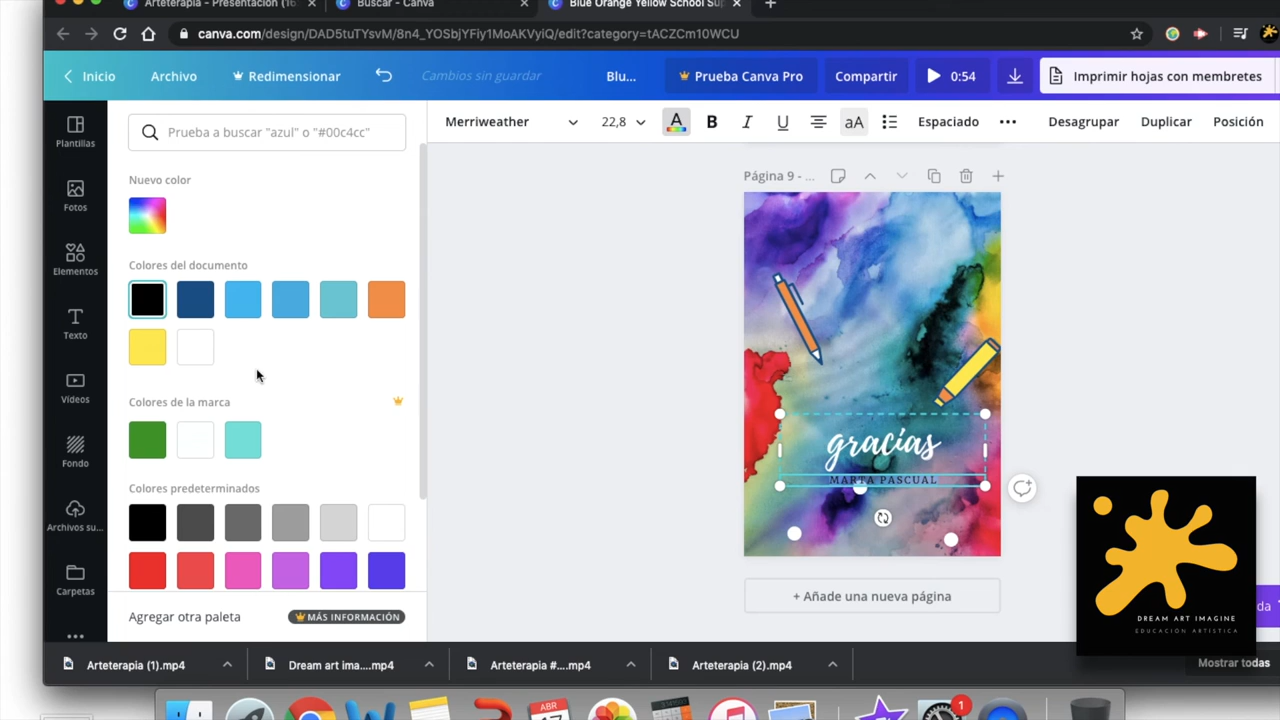 Arteterapia - Presentación (16:
Buscar - Canva
Blue Orange Yellow School Sup
canva.com/design/DAD5tuTYsvM/8n4_YOSbjYFiy1MoAKVyiQ/edit?category=tACZCm10WCU
Inicio
Archivo
Redimensionar
Cambios sin guardar
Blu...
Prueba Canva Pro
Compartir
0:54
Imprimir hojas con membretes
Plantillas
Fotos
Elementos
Texto
Vídeos
Fondo
Archivos su...
Carpetas
Prueba a buscar "azul" o "#00c4cc"
Merriweather
22,8
A
B
I
U
aA
Espaciado
Desagrupar
Duplicar
Posición
Nuevo color
Colores del documento
Colores de la marca
Colores predeterminados
Agregar otra paleta
MÁS INFORMACIÓN
Página 9 - ...
gracias
MARTA PASCUAL
+ Añade una nueva página
DREAM ART IMAGINE
EDUCACIÓN ARTÍSTICA
da
Arteterapia (1).mp4
Dream art ima....mp4
Arteterapia #....mp4
Arteterapia (2).mp4
Mostrar todas
ABR
17
1